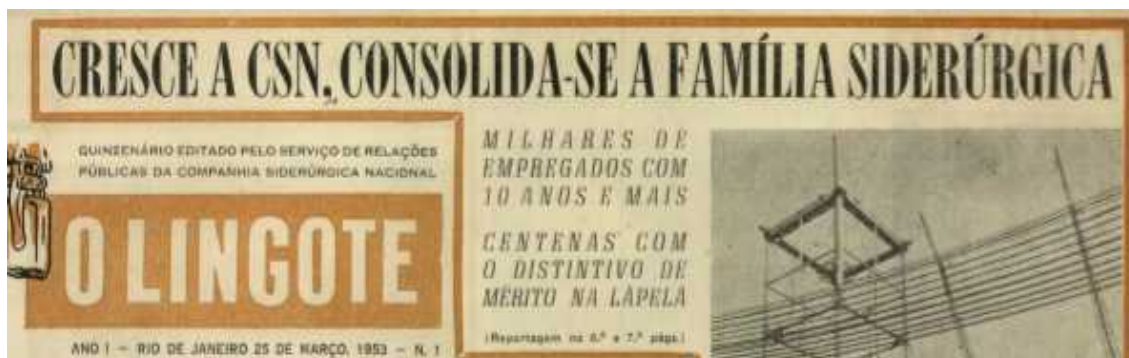 CRESCE A CSN, CONSOLIDA-SE A FAMÍLIA SIDERÚRGICA
QUINZENÁRIO EDITADO PELO SERVIÇO DE RELAÇÕES
PÚBLICAS DA COMPANHIA SIDERÚRGICA NACIONAL
O LINGOTE
ANO I - RIO DE JANEIRO 25 DE MARÇO, 1953 - N. 1
MILHARES DE
EMPREGADOS COM
10 ANOS E MAIS
CENTENAS COM
O DISTINTIVO DE
MÉRITO NA LAPELA
(Reportagem na 6.ª e 7.ª págs.)